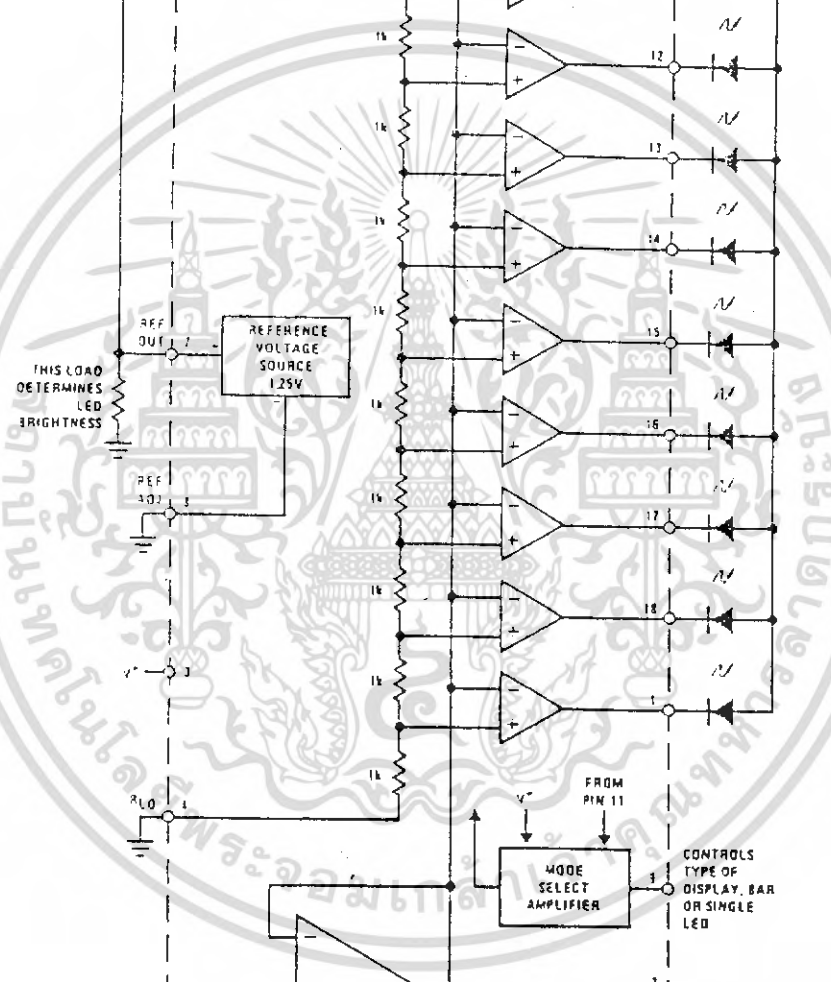 12
1k
13
1k
14
1k
15
1k
REF
OUT
REFERENCE
VOLTAGE
SOURCE
1.25V
THIS LOAD
DETERMINES
LED
BRIGHTNESS
16
1k
REF
ADJ
17
1k
18
1k
V+
3
1k
1
1k
RLO
4
V+
FROM
PIN 11
MODE
SELECT
AMPLIFIER
CONTROLS
TYPE OF
DISPLAY, BAR
OR SINGLE
LED